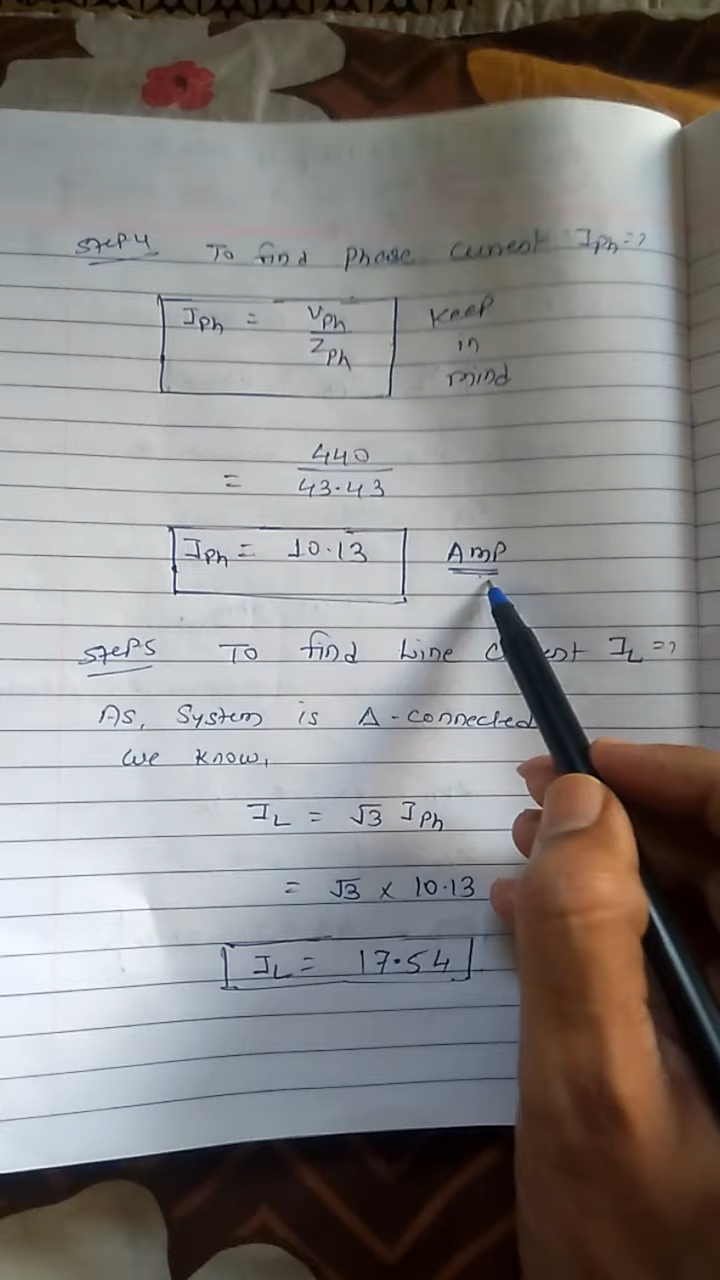 STEP4 To find phase current Iph=>
Iph = Vph / Zph
Keep
in
mind
= 440 / 43.43
Iph = 10.13 Amp
STEP5 To find Line IL =>
As, System is Δ-connected
we know,
IL = √3 Iph
= √3 × 10.13
IL = 17.54